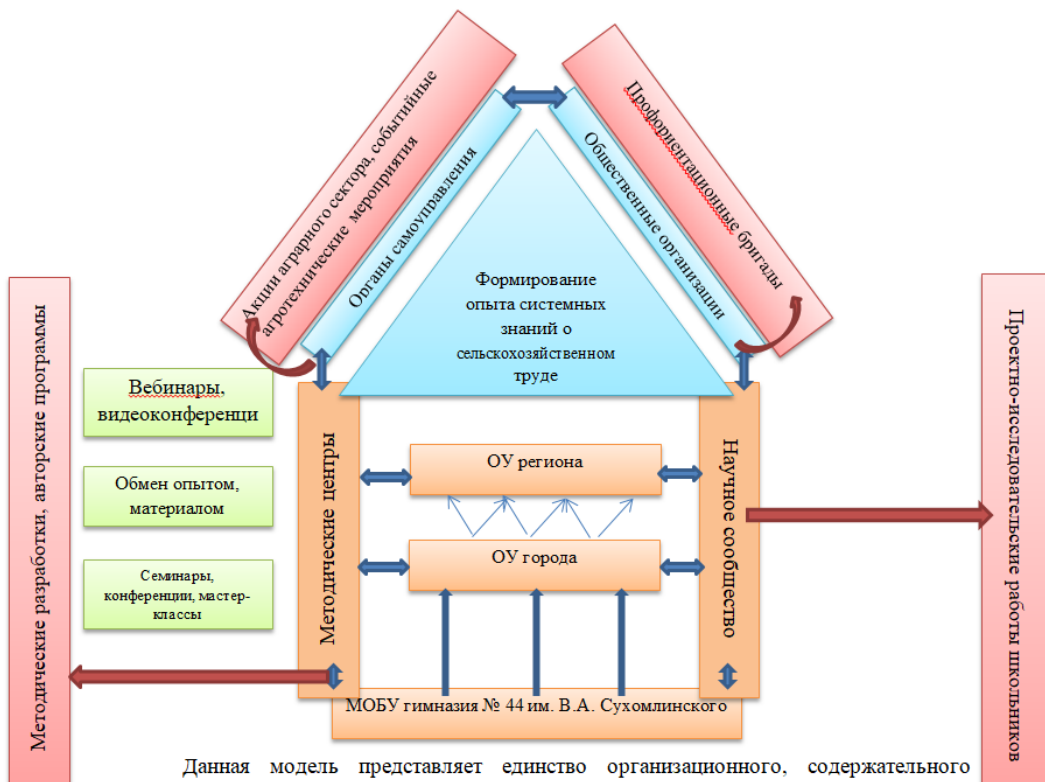 Акции аграрного сектора, событийные
агротехнические мероприятия
Органы самоуправления
Профориентационные
бригады
Общественные организации
Формирование
опыта системных
знаний о
сельскохозяйственном
труде
Методические разработки, авторские программы
Вебинары,
видеоконференци
Обмен опытом,
материалом
Семинары,
конференции, мастер-
классы
Методические центры
ОУ региона
ОУ города
Научное сообщество
Проектно-исследовательские работы школьников
МОБУ гимназия № 44 им. В.А. Сухомлинского
Данная модель представляет единство организационного, содержательного